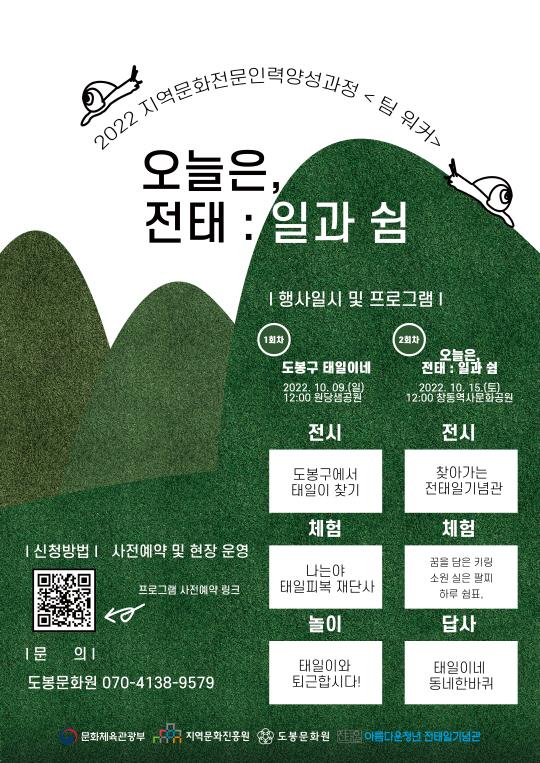 2022 지역문화전문인력양성과정 < 팀 워커>
오늘은,
전태 : 일과 쉼
I 행사일시 및 프로그램 I
1회차
도봉구 태일이네
2022. 10. 09.(일)
12:00 원당샘공원
전시
도봉구에서
태일이 찾기
체험
나는야
태일피복 재단사
놀이
태일이와
퇴근합시다!
2회차
오늘은,
전태 : 일과 쉼
2022. 10. 15.(토)
12:00 창동역사문화공원
전시
찾아가는
전태일기념관
체험
꿈을 담은 키링
소원 실은 팔찌
하루 쉼표.
답사
태일이네
동네한바퀴
I 신청방법 I 사전예약 및 현장 운영
프로그램 사전예약 링크
I 문 의 I
도봉문화원 070-4138-9579
문화체육관광부 지역문화진흥원 도봉문화원 전태일 아름다운청년 전태일기념관